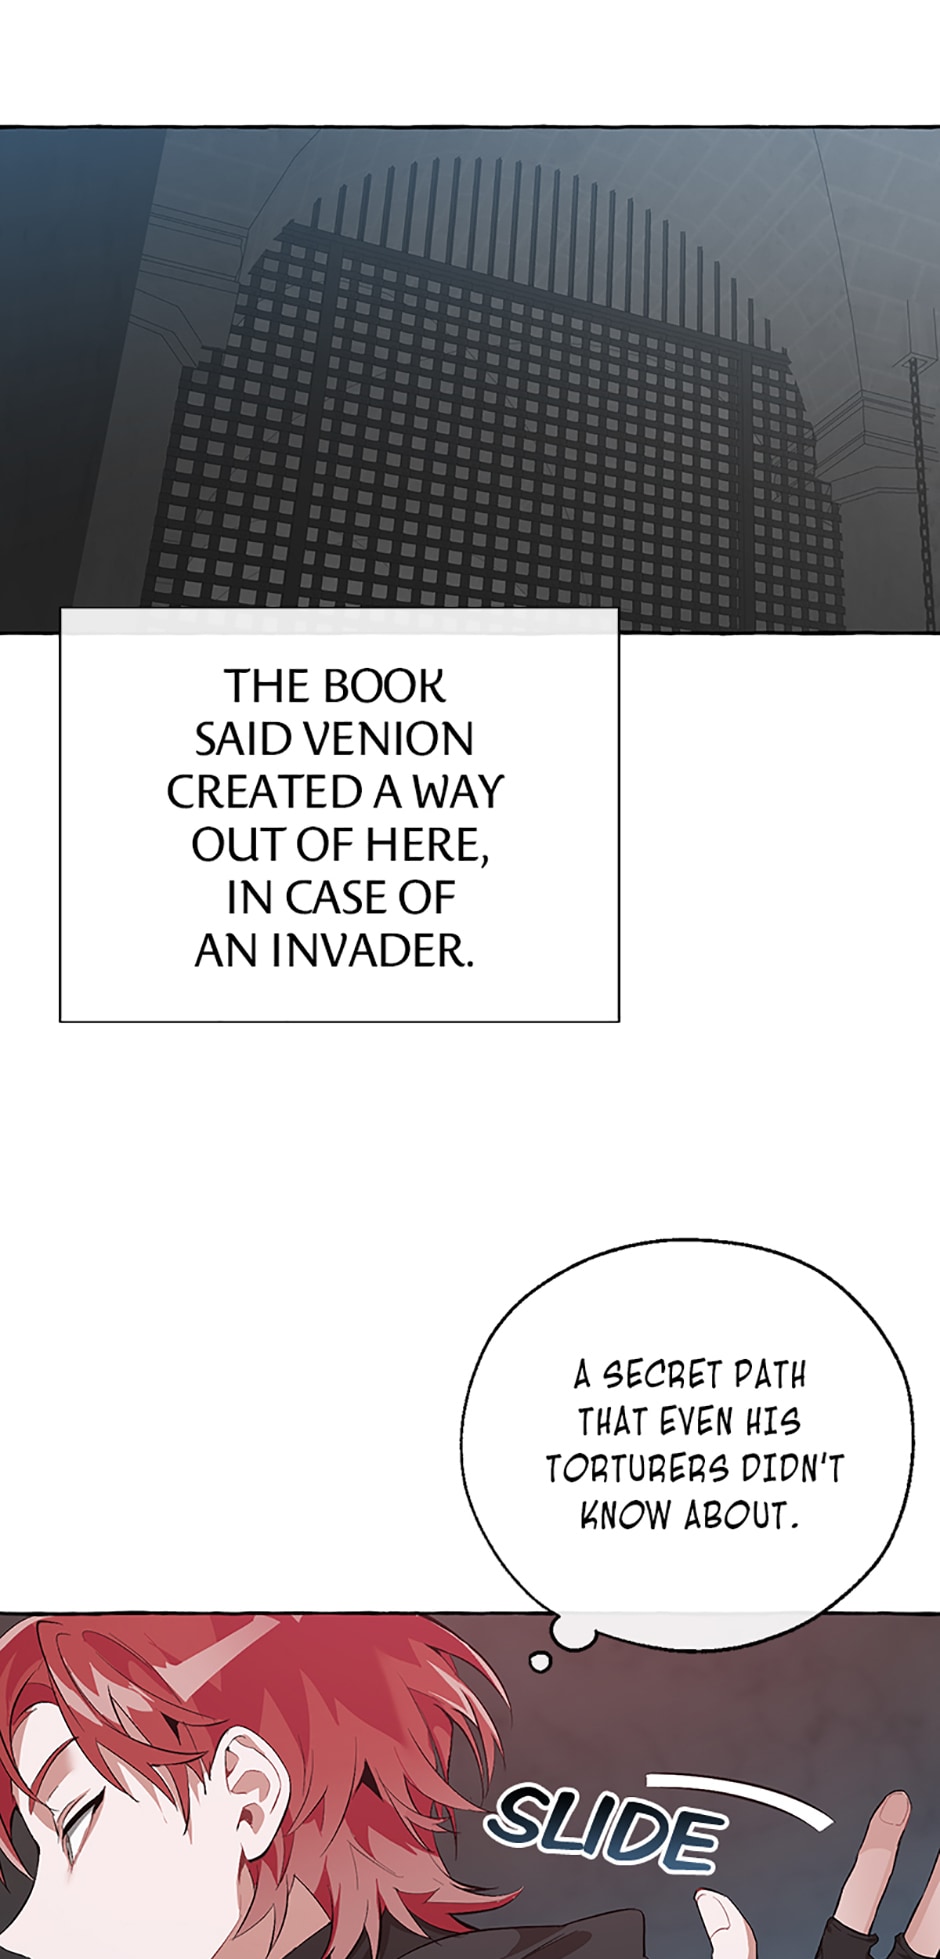 THE BOOK
SAID VENION
CREATED A WAY
OUT OF HERE,
IN CASE OF
AN INVADER.
A SECRET PATH
THAT EVEN HIS
TORTURERS DIDN'T
KNOW ABOUT.
SLIDE